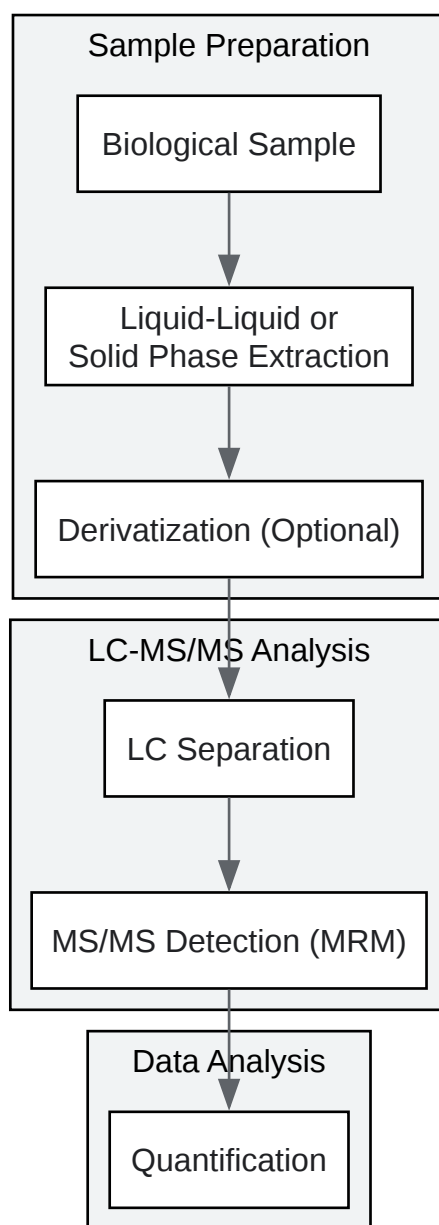 Sample Preparation
Biological Sample
Liquid-Liquid or
Solid Phase Extraction
Derivatization (Optional)
LC-MS/MS Analysis
LC Separation
MS/MS Detection (MRM)
Data Analysis
Quantification